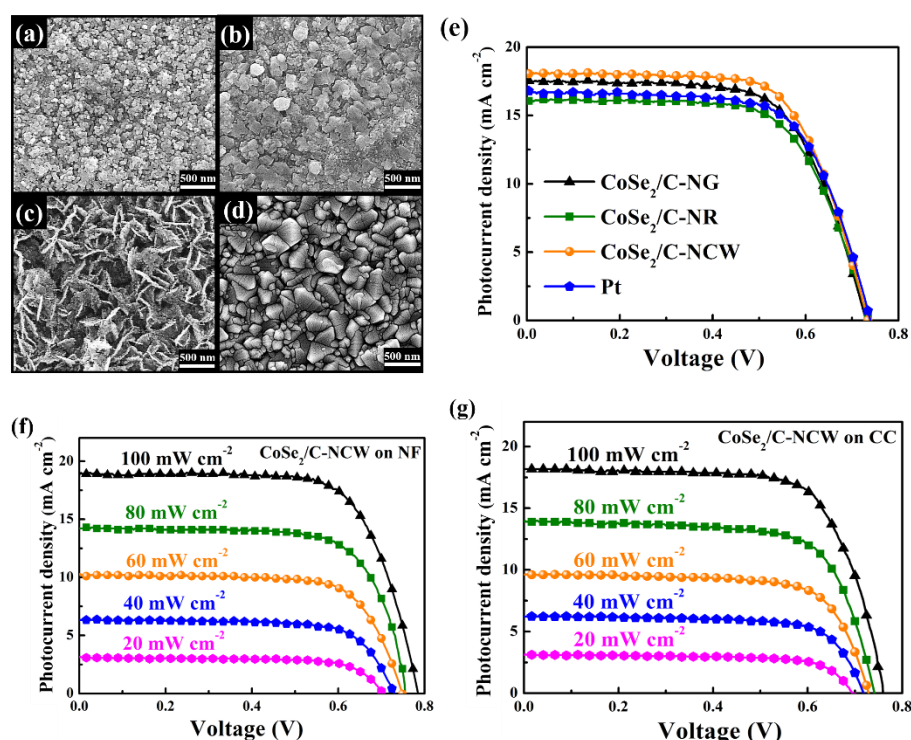 (a)
500 nm
(b)
500 nm
(c)
500 nm
(d)
500 nm
(e)
Photocurrent density (mA cm-2)
20
15
10
5
0
CoSe2/C-NG
CoSe2/C-NR
CoSe2/C-NCW
Pt
0.0 0.2 0.4 0.6 0.8
Voltage (V)
(f)
CoSe2/C-NCW on NF
Photocurrent density (mA cm-2)
20
15
10
5
0
100 mW cm-2
80 mW cm-2
60 mW cm-2
40 mW cm-2
20 mW cm-2
0.0 0.2 0.4 0.6 0.8
Voltage (V)
(g)
CoSe2/C-NCW on CC
Photocurrent density (mA cm-2)
20
15
10
5
0
100 mW cm-2
80 mW cm-2
60 mW cm-2
40 mW cm-2
20 mW cm-2
0.0 0.2 0.4 0.6 0.8
Voltage (V)